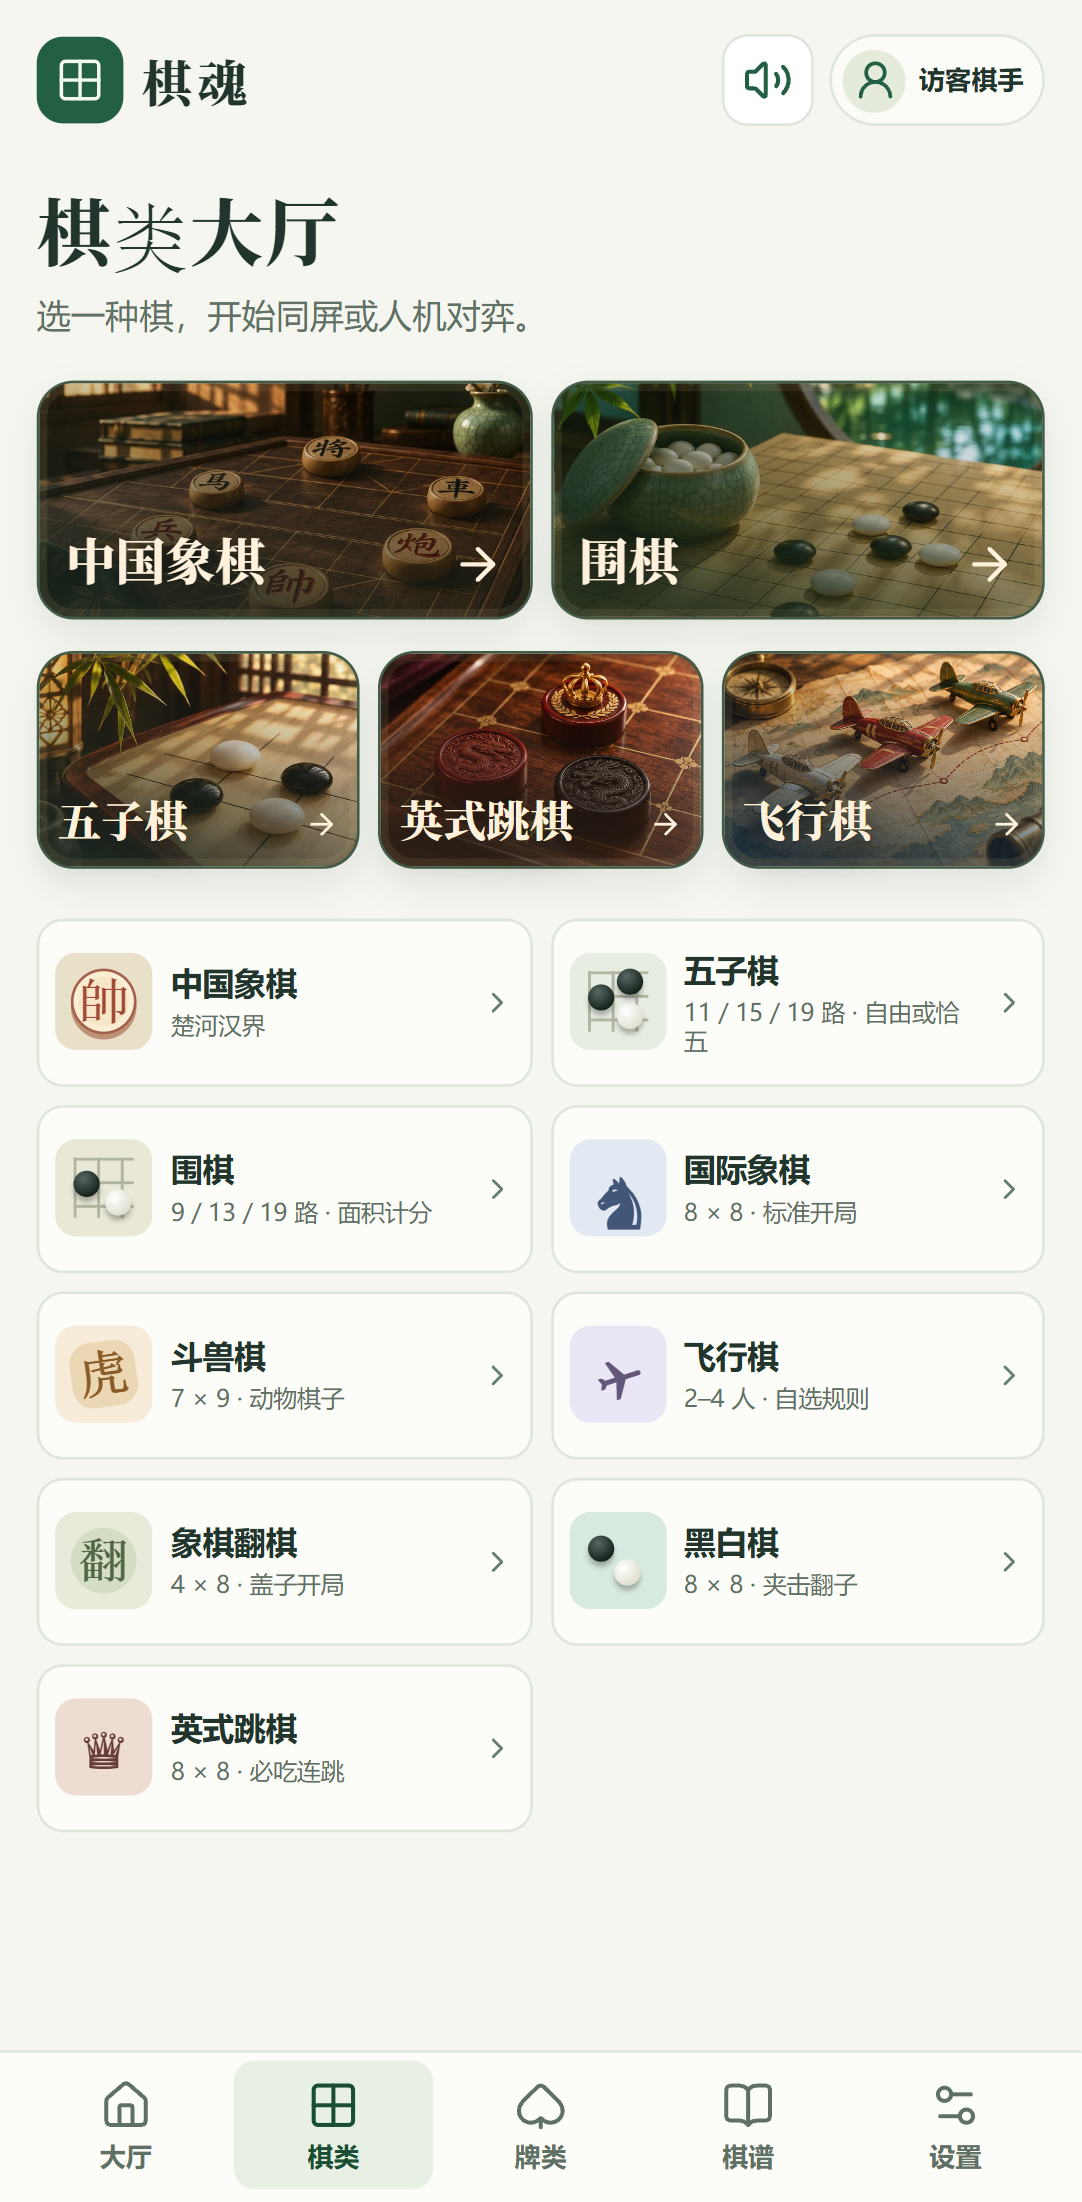 棋魂
访客棋手
棋类大厅
选一种棋，开始同屏或人机对弈。
将
馬
車
兵
炮
帥
中国象棋
围棋
五子棋
英式跳棋
飞行棋
帥
中国象棋
楚河汉界
五子棋
11 / 15 / 19 路 · 自由或恰
五
围棋
9 / 13 / 19 路 · 面积计分
国际象棋
8 × 8 · 标准开局
虎
斗兽棋
7 × 9 · 动物棋子
飞行棋
2–4 人 · 自选规则
翻
象棋翻棋
4 × 8 · 盖子开局
黑白棋
8 × 8 · 夹击翻子
英式跳棋
8 × 8 · 必吃连跳
大厅
棋类
牌类
棋谱
设置